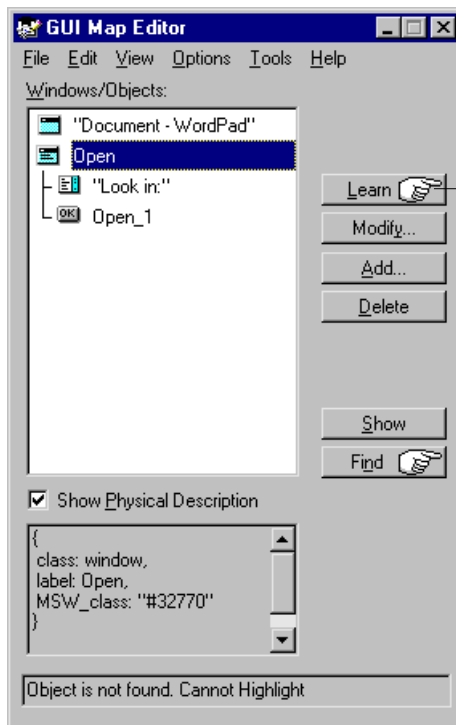 GUI Map Editor
File Edit View Options Tools Help
Windows/Objects:
"Document - WordPad"
Open
"Look in:"
OK Open_1
Learn
Modify...
Add...
Delete
Show
Find
Show Physical Description
{
class: window,
label: Open,
MSW_class: "#32770"
}
Object is not found. Cannot Highlight